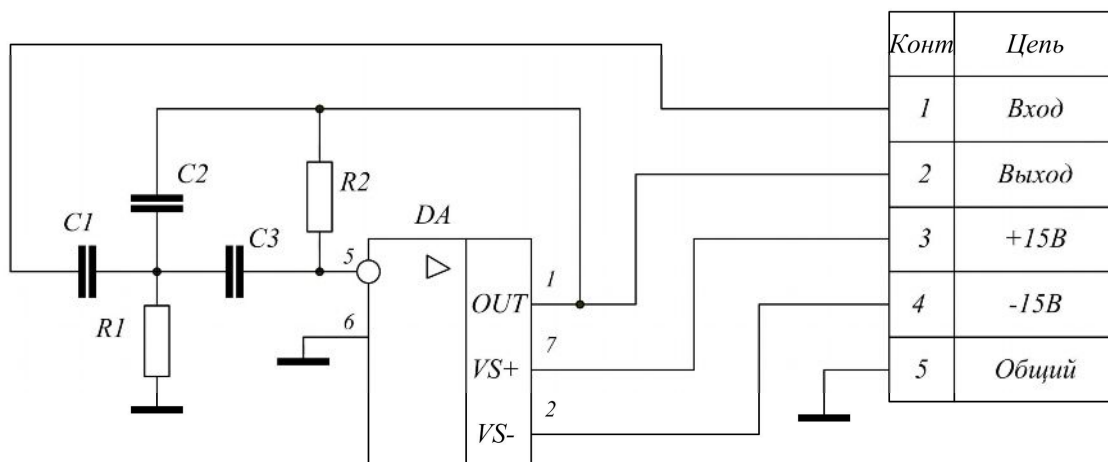 Конт Цепь
1 Вход
2 Выход
3 +15В
4 -15В
5 Общий
C2
R2
C1
C3
DA
5
1
OUT
R1
6
7
VS+
2
VS-